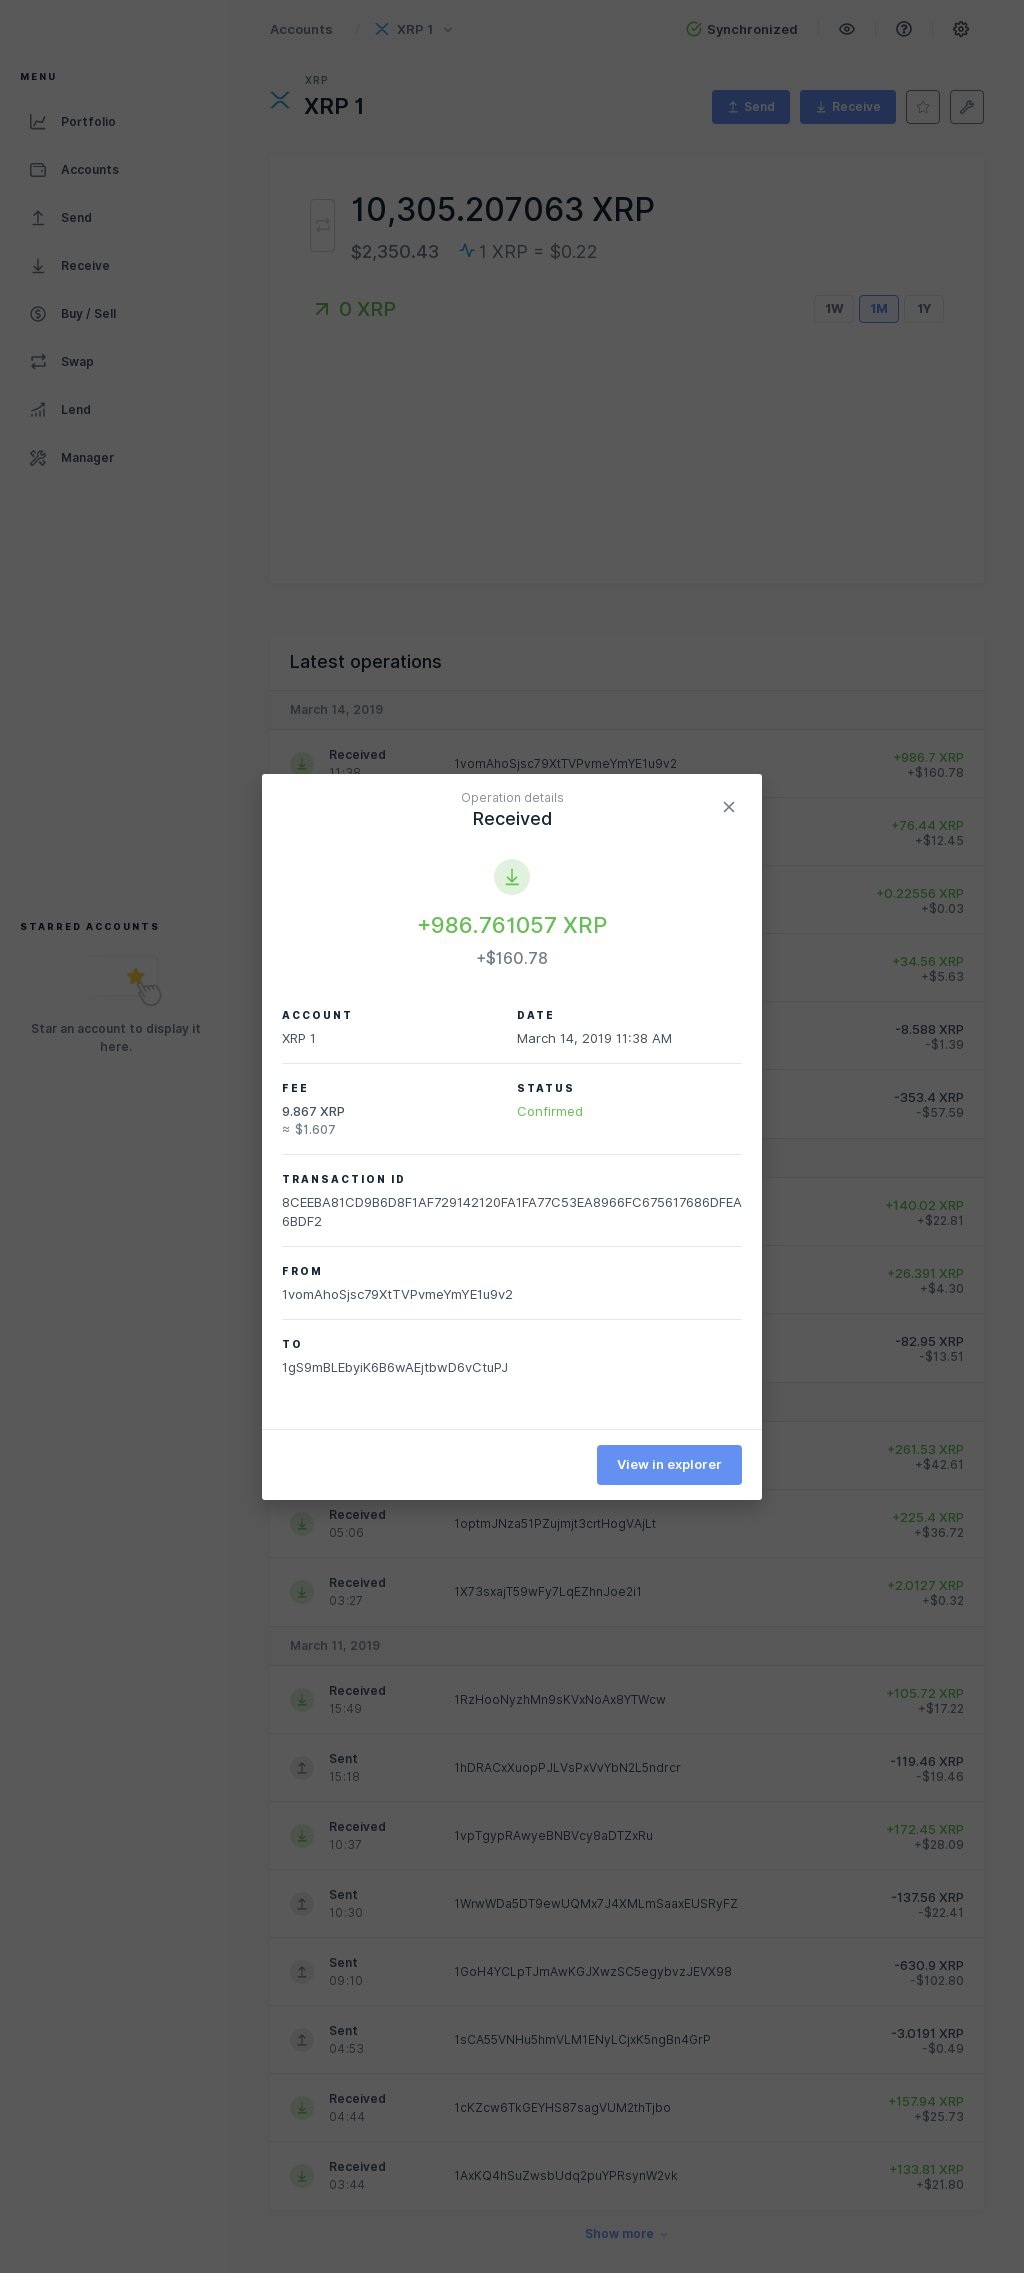 Accounts / XRP 1
Synchronized
MENU
Portfolio
Accounts
Send
Receive
Buy / Sell
Swap
Lend
Manager
STARRED ACCOUNTS
Star an account to display it
here.
XRP
XRP 1
Send
Receive
10,305.207063 XRP
$2,350.43
1 XRP = $0.22
0 XRP
1W
1M
1Y
Latest operations
March 14, 2019
Received
11:38
1vomAhoSjsc79XtTVPvmeYmYE1u9v2
+986.7 XRP
+$160.78
+76.44 XRP
+$12.45
+0.22556 XRP
+$0.03
+34.56 XRP
+$5.63
-8.588 XRP
-$1.39
-353.4 XRP
-$57.59
+140.02 XRP
+$22.81
+26.391 XRP
+$4.30
-82.95 XRP
-$13.51
+261.53 XRP
+$42.61
Operation details
Received
+986.761057 XRP
+$160.78
ACCOUNT
XRP 1
DATE
March 14, 2019 11:38 AM
FEE
9.867 XRP
≈ $1.607
STATUS
Confirmed
TRANSACTION ID
8CEEBA81CD9B6D8F1AF729142120FA1FA77C53EA8966FC675617686DFEA
6BDF2
FROM
1vomAhoSjsc79XtTVPvmeYmYE1u9v2
TO
1gS9mBLEbyiK6B6wAEjtbwD6vCtuPJ
View in explorer
Received
05:06
1optmJNza51PZujmjt3crtHogVAjLt
+225.4 XRP
+$36.72
Received
03:27
1X73sxajT59wFy7LqEZhnJoe2i1
+2.0127 XRP
+$0.32
March 11, 2019
Received
15:49
1RzHooNyzhMn9sKVxNoAx8YTWcw
+105.72 XRP
+$17.22
Sent
15:18
1hDRACxXuopPJLVsPxVvYbN2L5ndrcr
-119.46 XRP
-$19.46
Received
10:37
1vpTgypRAwyeBNBVcy8aDTZxRu
+172.45 XRP
+$28.09
Sent
10:30
1WrwWDa5DT9ewUQMx7J4XMLmSaaxEUSRyFZ
-137.56 XRP
-$22.41
Sent
09:10
1GoH4YCLpTJmAwKGJXwzSC5egybvzJEVX98
-630.9 XRP
-$102.80
Sent
04:53
1sCA55VNHu5hmVLM1ENyLCjxK5ngBn4GrP
-3.0191 XRP
-$0.49
Received
04:44
1cKZcw6TkGEYHS87sagVUM2thTjbo
+157.94 XRP
+$25.73
Received
03:44
1AxKQ4hSuZwsbUdq2puYPRsynW2vk
+133.81 XRP
+$21.80
Show more